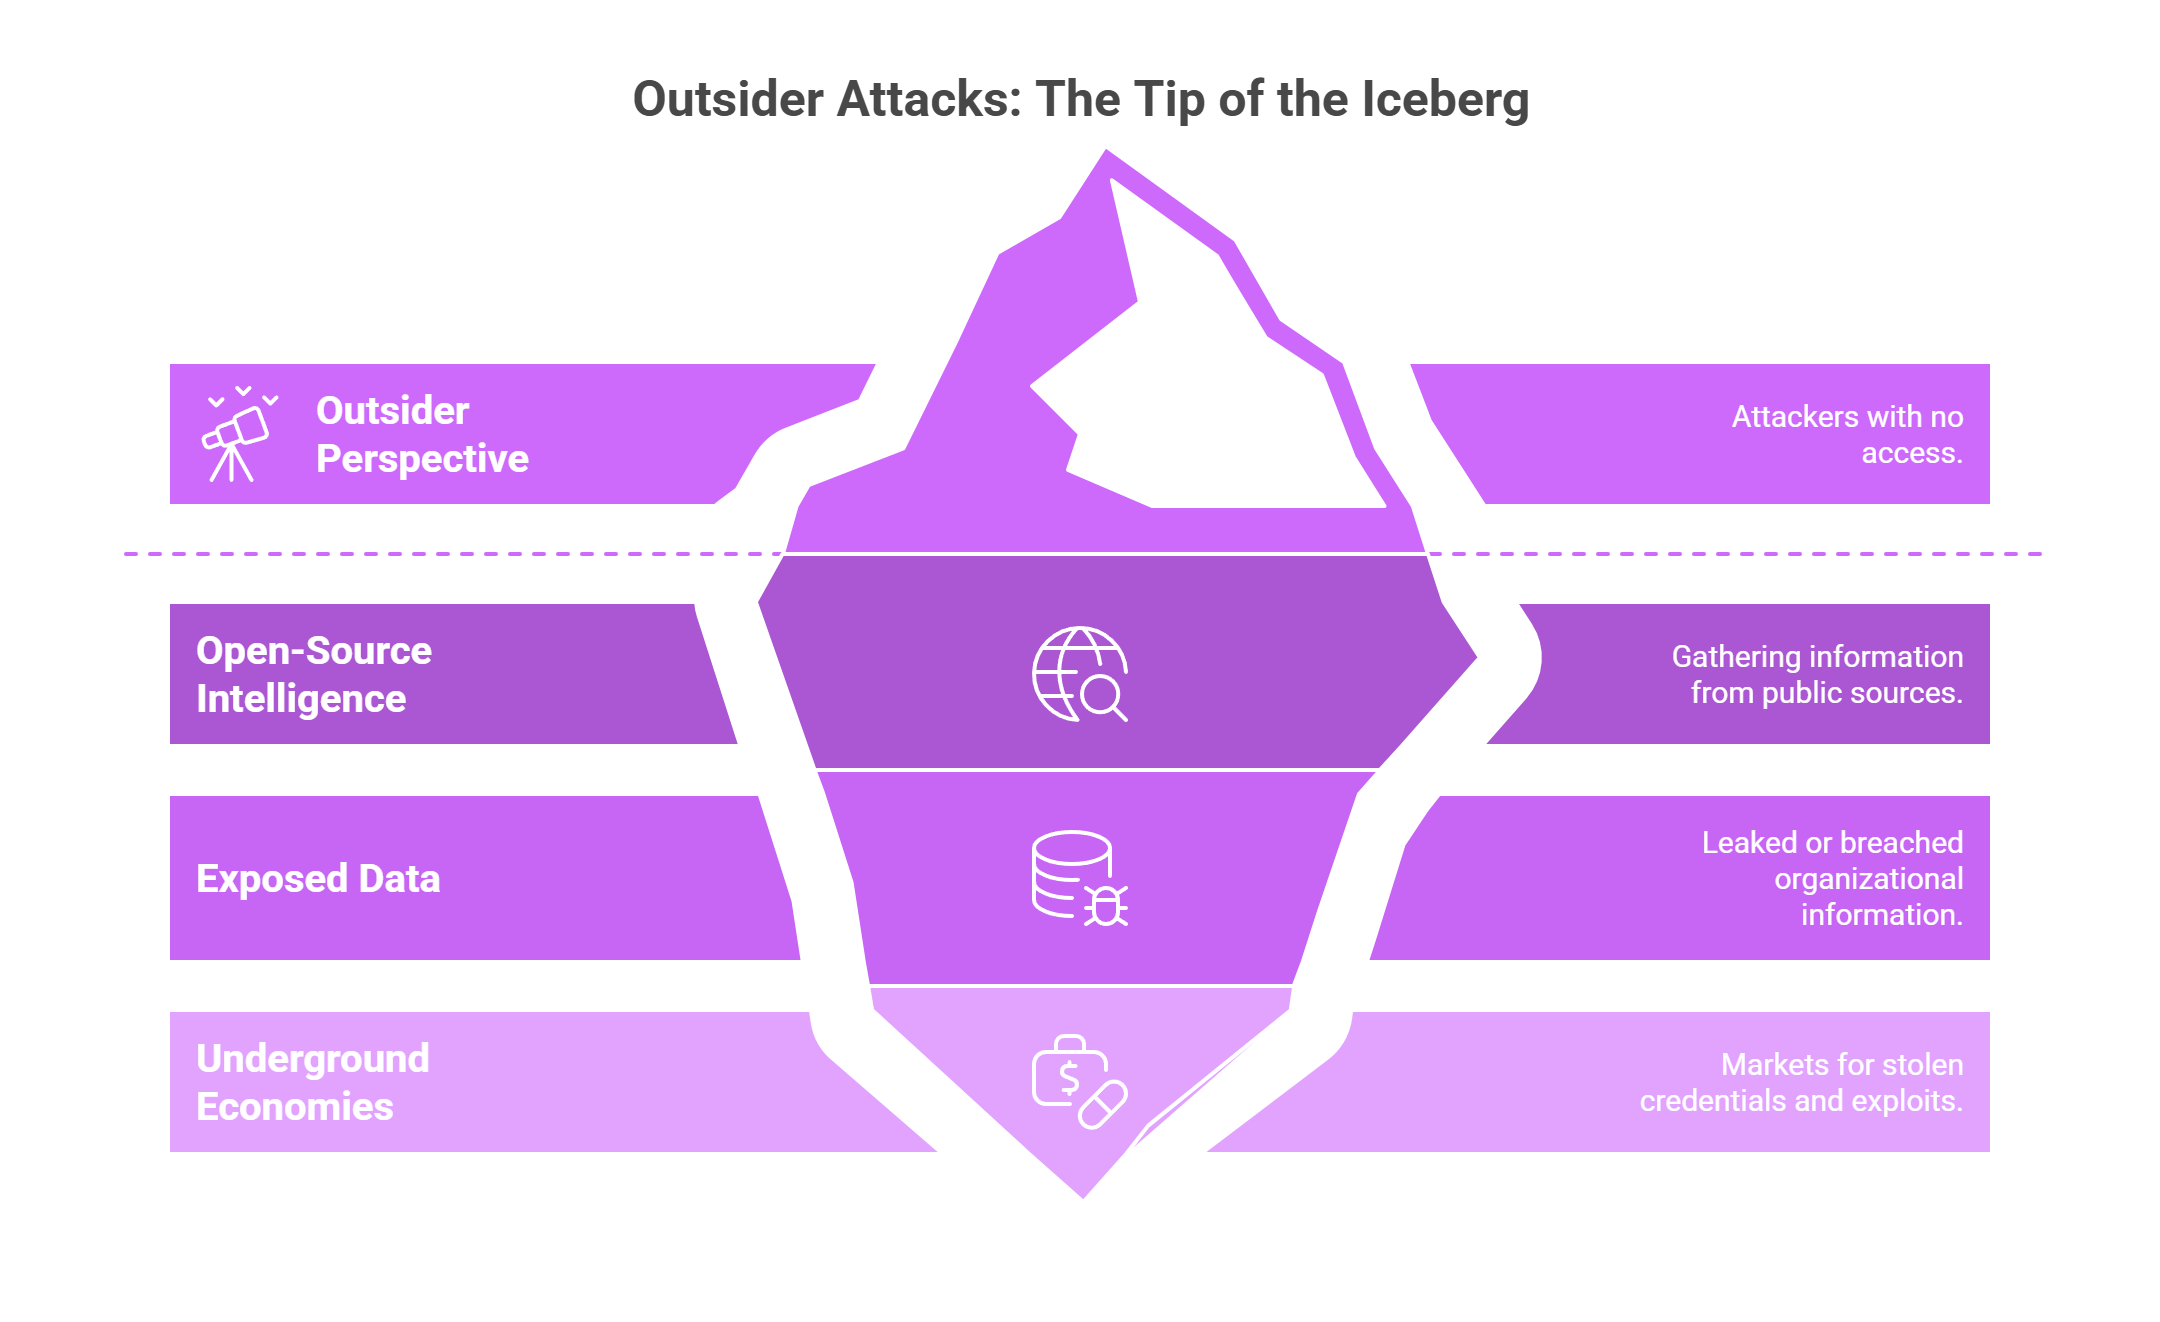 Outsider Attacks: The Tip of the Iceberg
Outsider
Perspective
Attackers with no
access.
Open-Source
Intelligence
Gathering information
from public sources.
Exposed Data
Leaked or breached
organizational
information.
Underground
Economies
Markets for stolen
credentials and exploits.